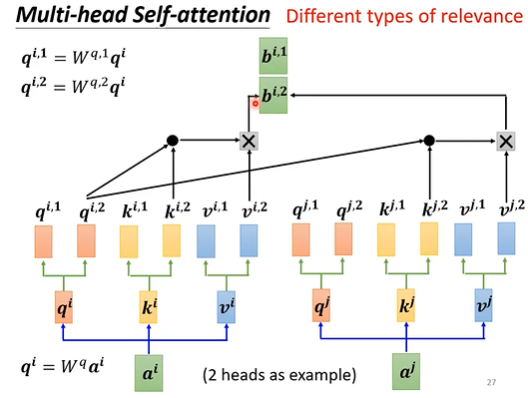 Multi-head Self-attention Different types of relevance
q^{i,1} = W^{q,1}q^i
q^{i,2} = W^{q,2}q^i
b^{i,1}
b^{i,2}
q^{i,1} q^{i,2} k^{i,1} k^{i,2} v^{i,1} v^{i,2} q^{j,1} q^{j,2} k^{j,1} k^{j,2} v^{j,1} v^{j,2}
q^i k^i v^i q^j k^j v^j
q^i = W^q a^i
a^i
(2 heads as example)
a^j
27